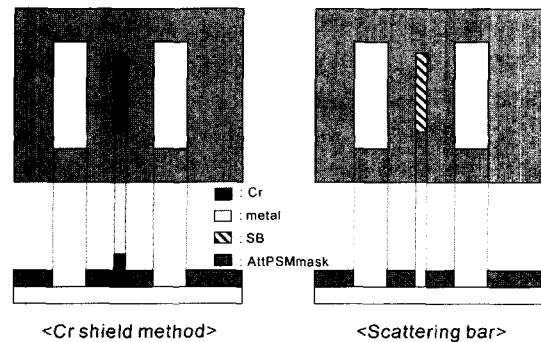 : Cr
: metal
: SB
: AttPSMmask
<Cr shield method>
<Scattering bar>